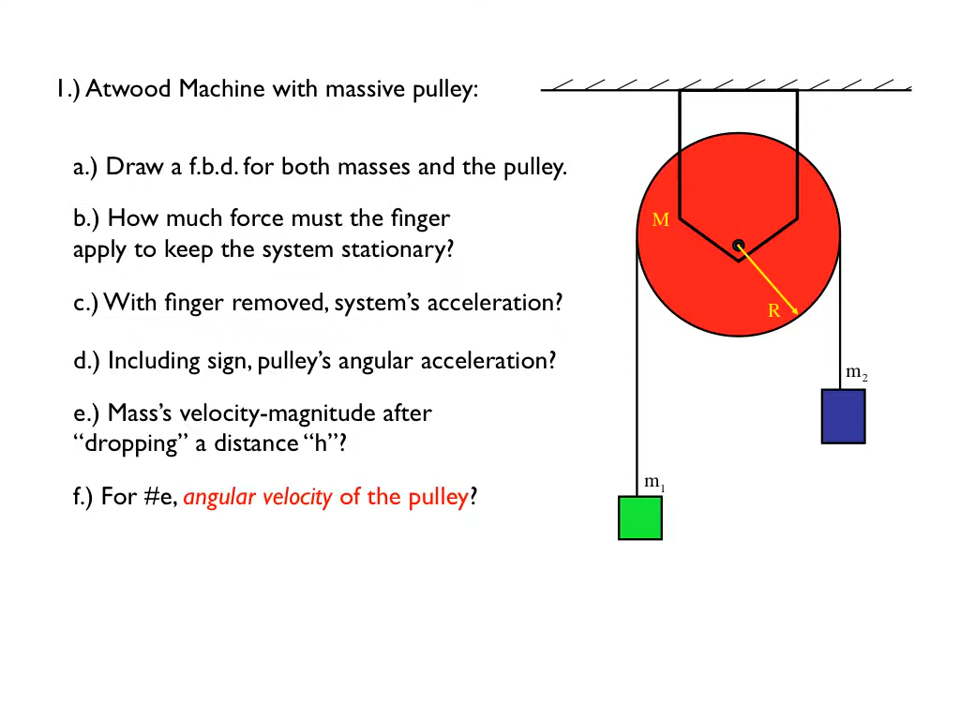 1.) Atwood Machine with massive pulley:
a.) Draw a f.b.d. for both masses and the pulley.
b.) How much force must the finger
apply to keep the system stationary?
c.) With finger removed, system’s acceleration?
d.) Including sign, pulley’s angular acceleration?
e.) Mass’s velocity-magnitude after
“dropping” a distance “h”?
f.) For #e, angular velocity of the pulley?
M
R
m₂
m₁